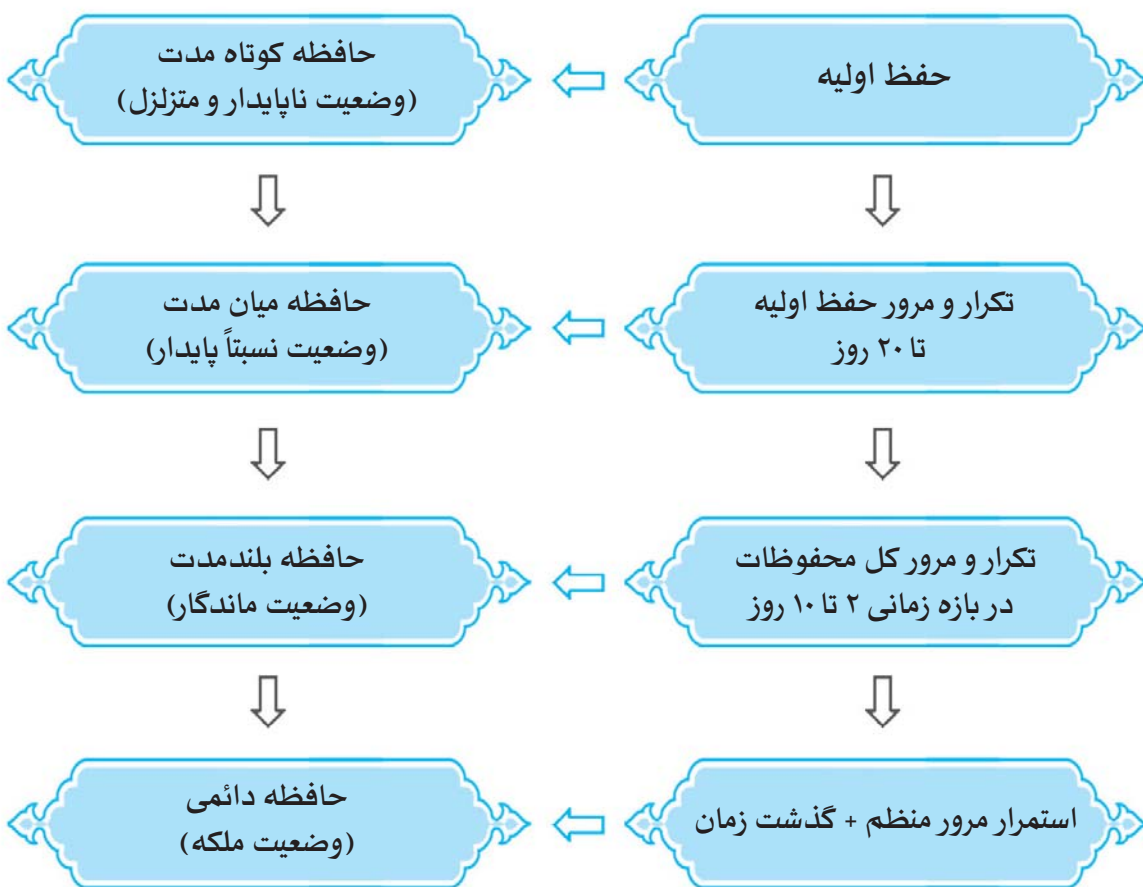 حفظ اولیه
حافظه کوتاه مدت
(وضعیت ناپایدار و متزلزل)
تکرار و مرور حفظ اولیه
تا ۲۰ روز
حافظه میان مدت
(وضعیت نسبتاً پایدار)
تکرار و مرور کل محفوظات
در بازه زمانی ۲ تا ۱۰ روز
حافظه بلندمدت
(وضعیت ماندگار)
استمرار مرور منظم + گذشت زمان
حافظه دائمی
(وضعیت ملکه)